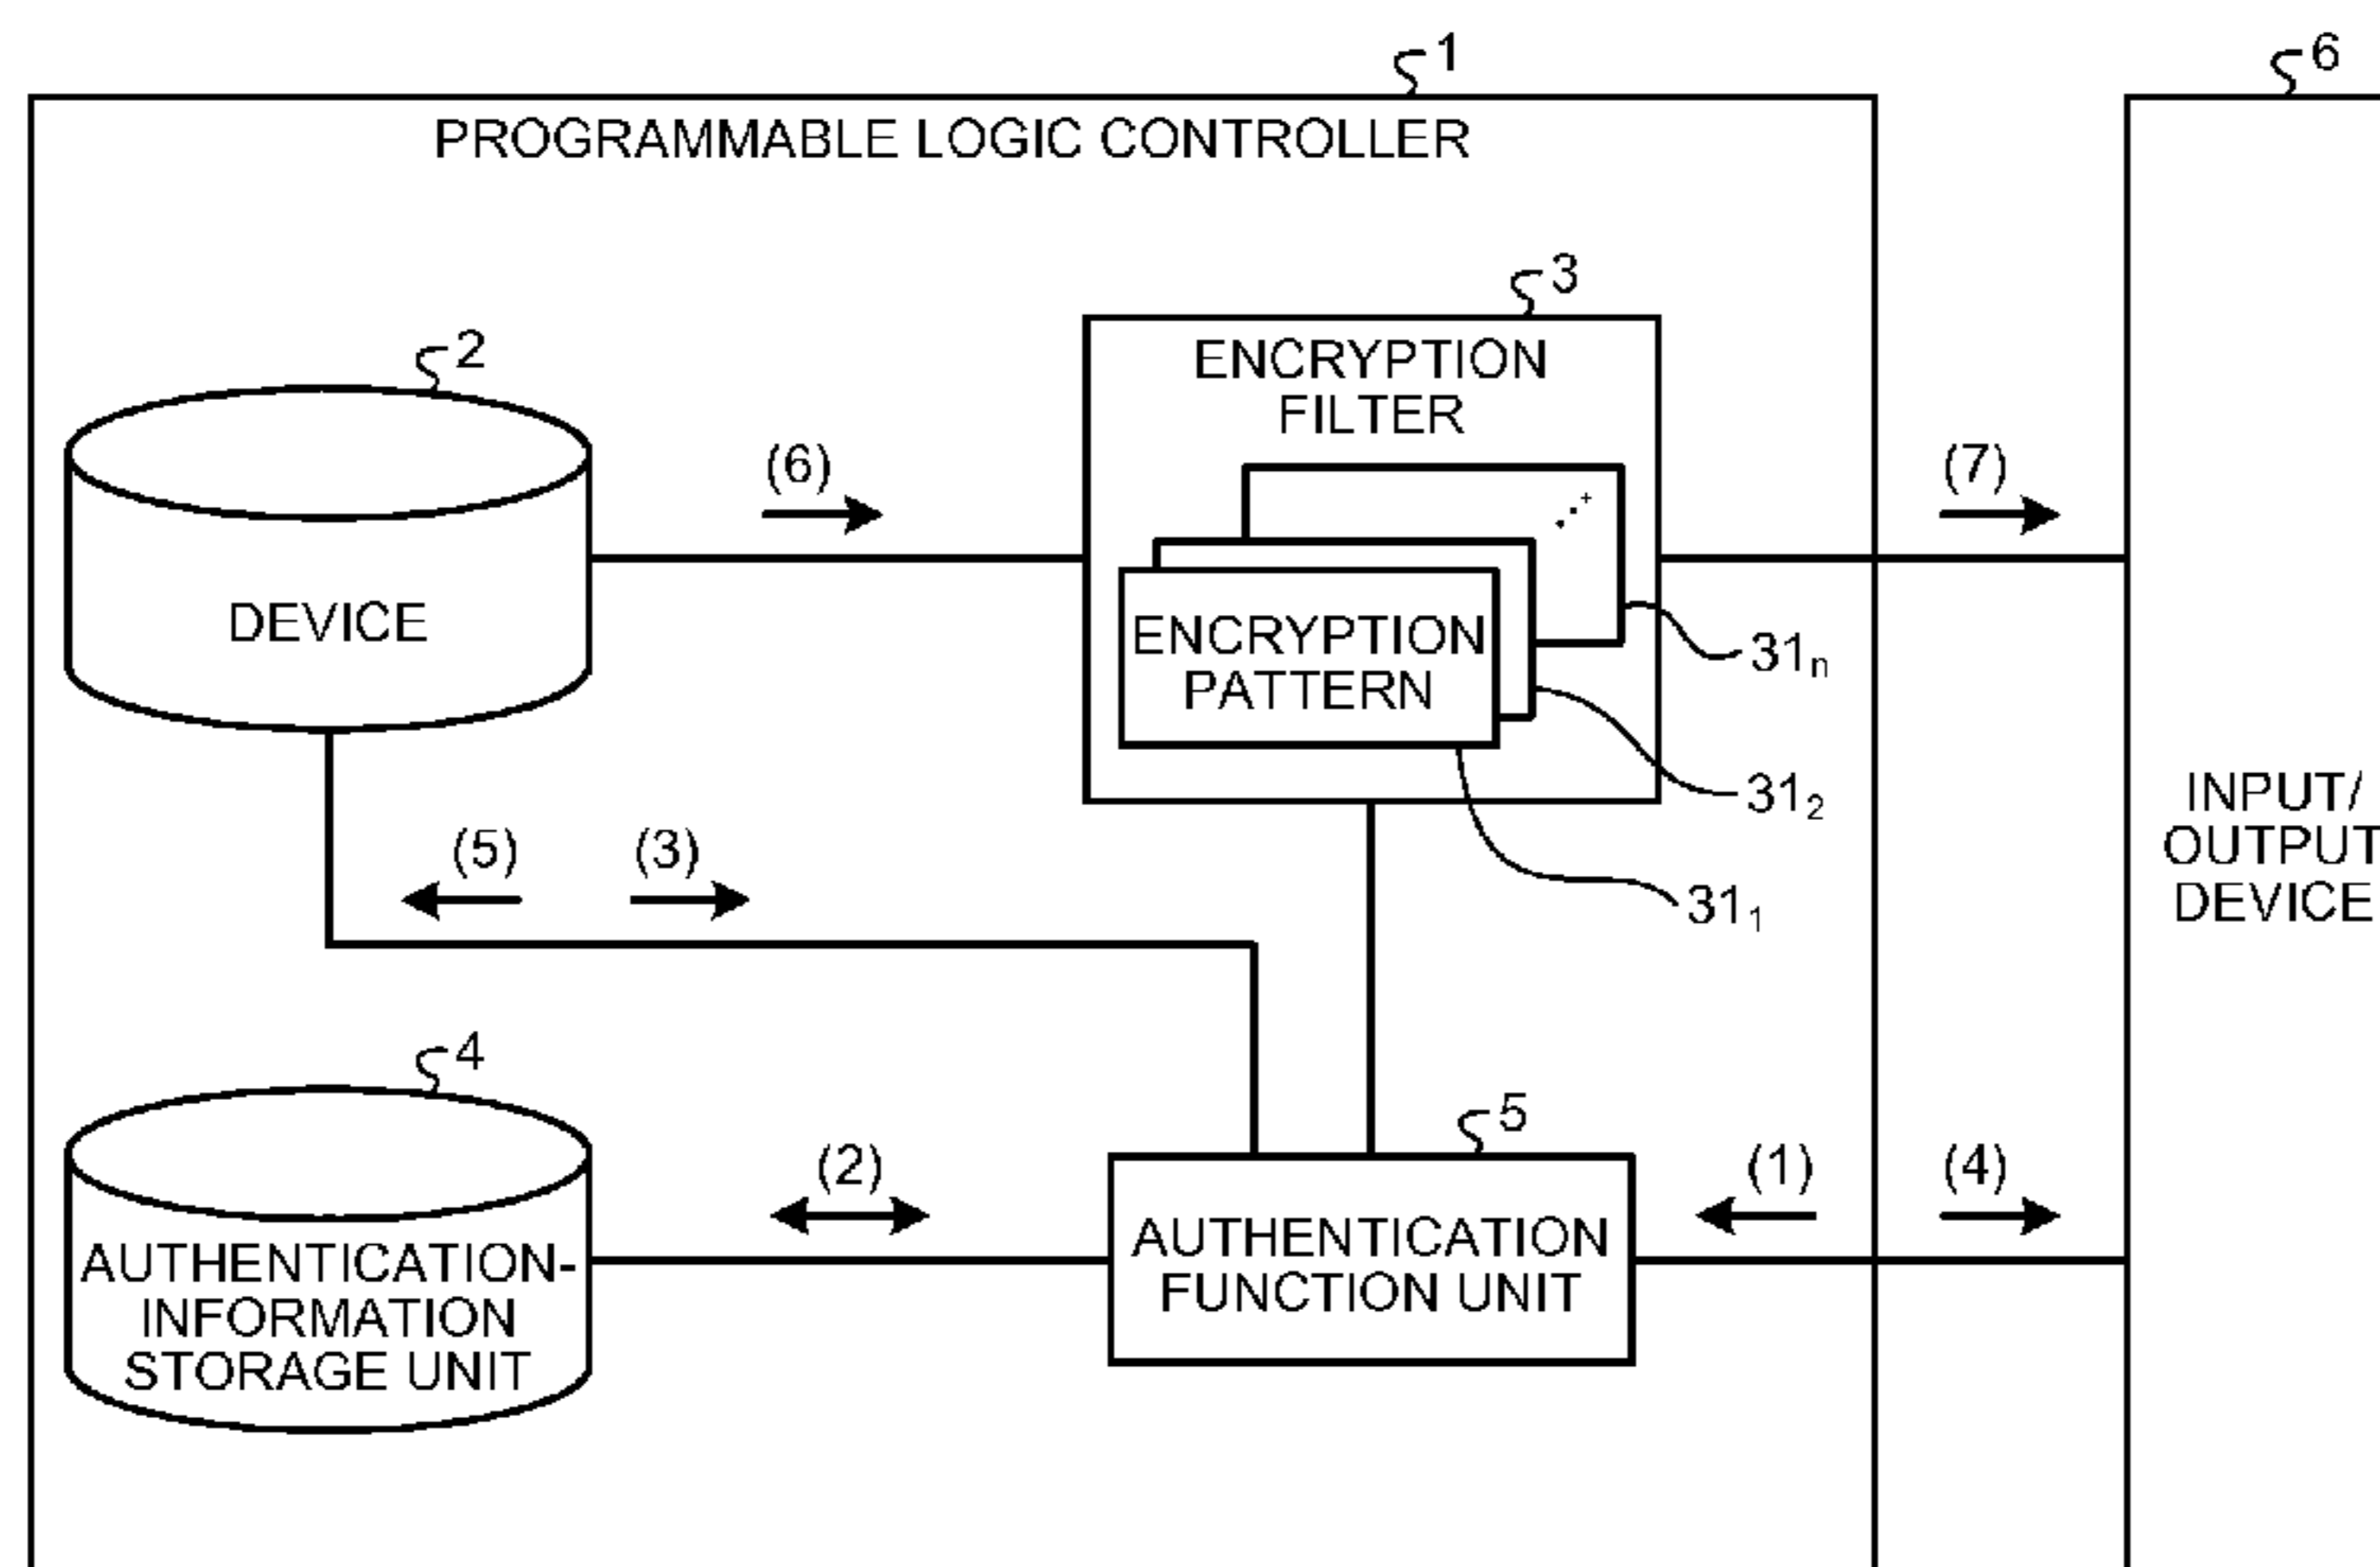 1
6
PROGRAMMABLE LOGIC CONTROLLER
3
2
ENCRYPTION
FILTER
(6)
(7)
DEVICE
ENCRYPTION
PATTERN
31n
312
311
INPUT/
OUTPUT
DEVICE
(5)
(3)
4
5
(2)
(1)
(4)
AUTHENTICATION-
INFORMATION
STORAGE UNIT
AUTHENTICATION
FUNCTION UNIT